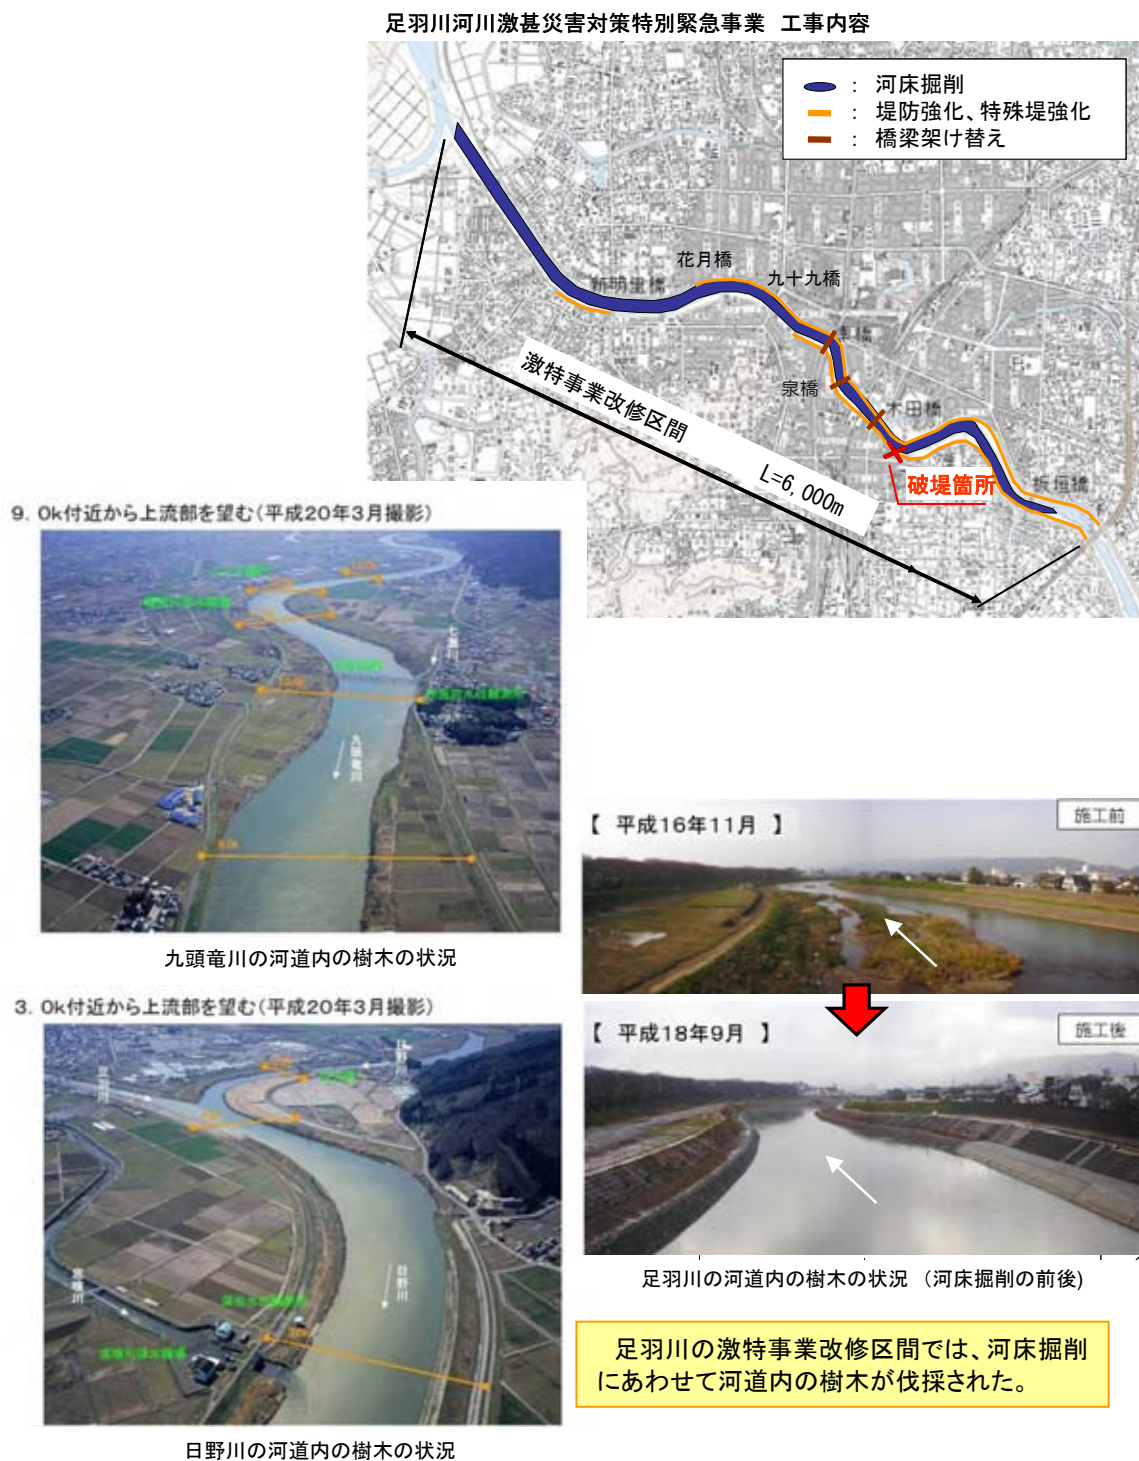 足羽川河川激甚災害対策特別緊急事業 工事内容
： 河床掘削
： 堤防強化、特殊堤強化
： 橋梁架け替え
花月橋
九十九橋
新明里橋
泉橋
木田橋
板垣橋
激特事業改修区間
L=6,000m
破堤箇所
9．0k付近から上流部を望む（平成20年3月撮影）
九頭竜川
九頭竜川の河道内の樹木の状況
3．0k付近から上流部を望む（平成20年3月撮影）
日野川
日野川
日野川の河道内の樹木の状況
【 平成16年11月 】
施工前
【 平成18年9月 】
施工後
足羽川の河道内の樹木の状況 （河床掘削の前後)
足羽川の激特事業改修区間では、河床掘削
にあわせて河道内の樹木が伐採された。